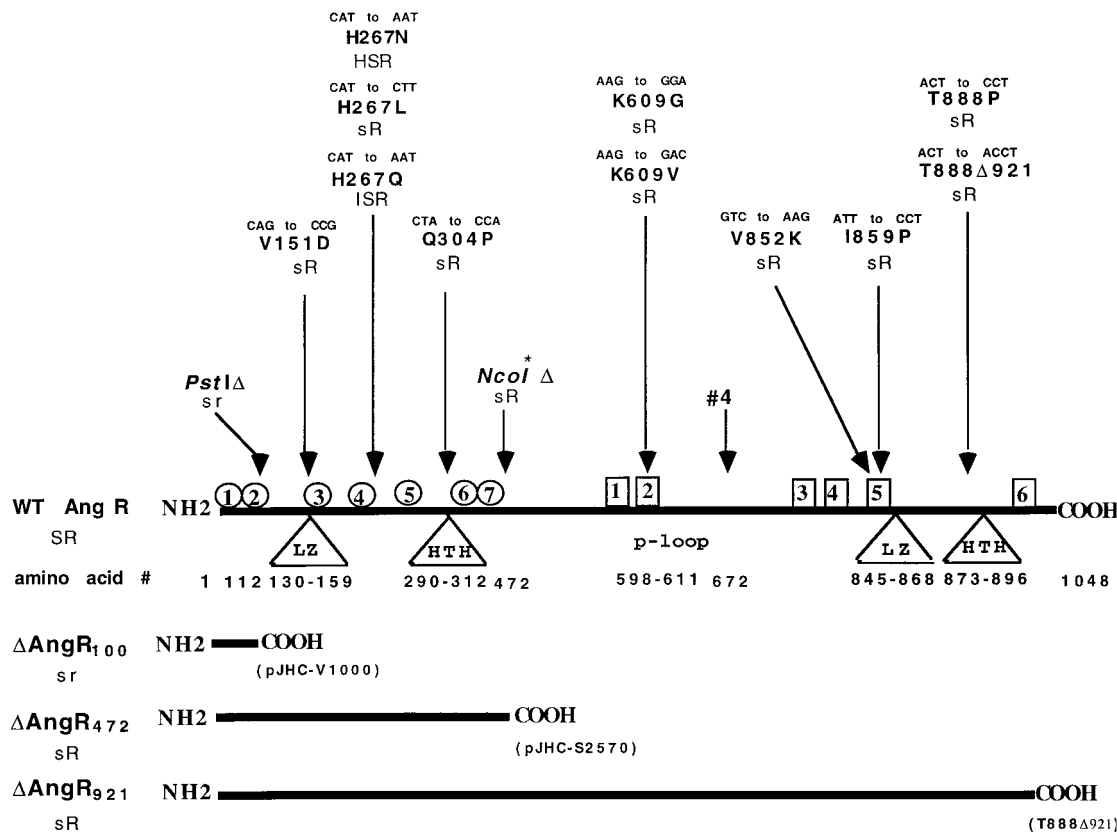 CAT to AAT
H267N
HSR
CAT to CTT
H267L
sR
CAT to AAT
H267Q
ISR
AAG to GGA
K609G
sR
AAG to GAC
K609V
sR
ACT to CCT
T888P
sR
ACT to ACCT
T888Δ921
sR
CAG to CCG
V151D
sR
CTA to CCA
Q304P
sR
GTC to AAG
V852K
sR
ATT to CCT
I859P
sR
PstIΔ
sr
NcoI* Δ
sR
#4
WT Ang R NH2 1 2 3 4 5 6 7 1 2 3 4 5 6 COOH
SR
LZ HTH p-loop LZ HTH
amino acid # 1 112 130-159 290-312 472 598-611 672 845-868 873-896 1048
ΔAngR100 NH2 COOH
sr
(pJHC-V1000)
ΔAngR472 NH2 COOH
sR
(pJHC-S2570)
ΔAngR921 NH2 COOH
sR
(T888Δ921)